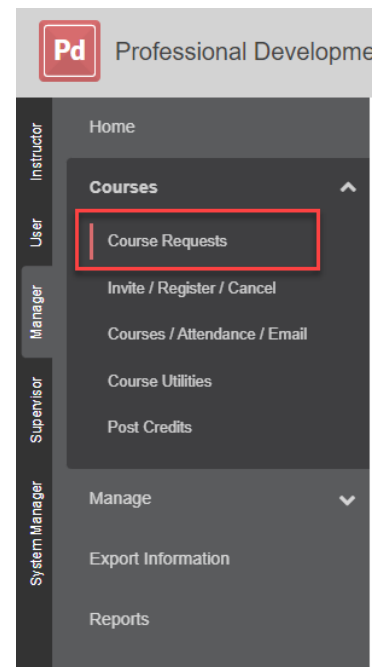 Pd Professional Developme
Instructor
User
Manager
Supervisor
System Manager
Home
Courses
Course Requests
Invite / Register / Cancel
Courses / Attendance / Email
Course Utilities
Post Credits
Manage
Export Information
Reports